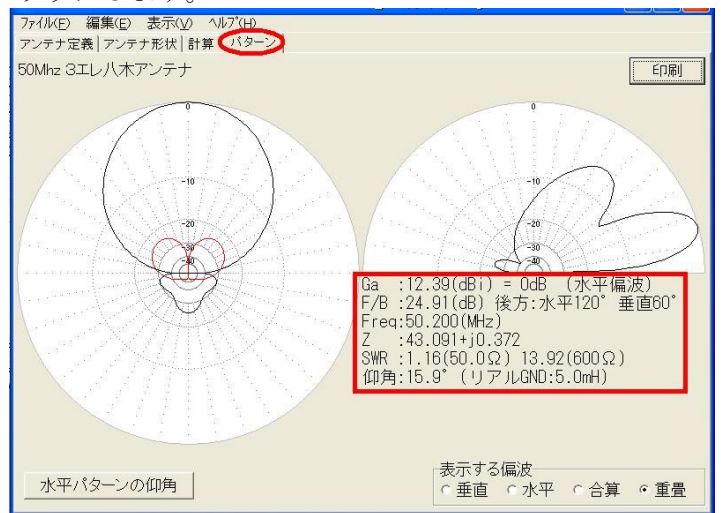 ファイル(F) 編集(E) 表示(V) ヘルプ(H)
アンテナ定義 アンテナ形状 計算 パターン
50Mhz 3エレ八木アンテナ
印刷
0
-10
-20
-30
-40
0
-10
-20
-30
-40
Ga :12.39(dBi) = 0dB (水平偏波)
F/B :24.91(dB) 後方:水平120° 垂直60°
Freq:50.200(MHz)
Z :43.091+j0.372
SWR :1.16(50.0Ω) 13.92(600Ω)
仰角:15.9° (リアルGND:5.0mH)
水平パターンの仰角
表示する偏波
垂直 水平 合算 重畳